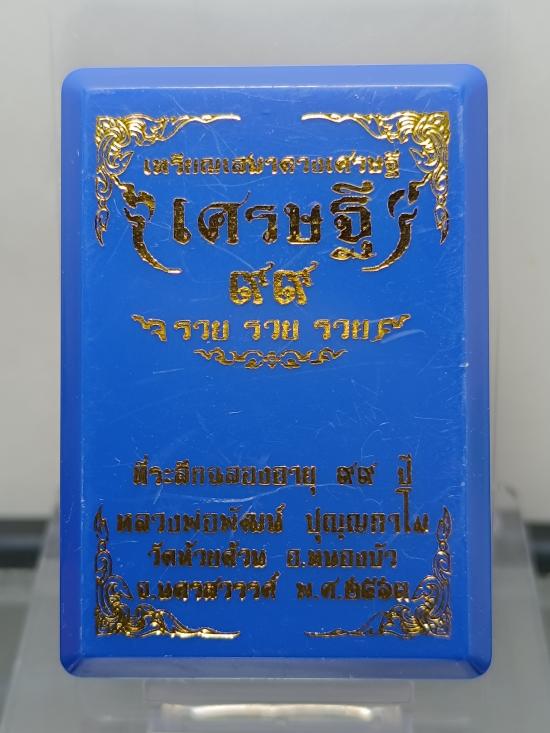 เหรียญเสมาดวงเศรษฐี
เศรษฐี
๙๙
รวย รวย รวย
ที่ระลึกฉลองอายุ ๙๙ ปี
หลวงพ่อพัฒน์ ปุญฺญกาโม
วัดห้วยด้วน อ.หนองบัว
จ.นครสวรรค์ พ.ศ.๒๕๖๓